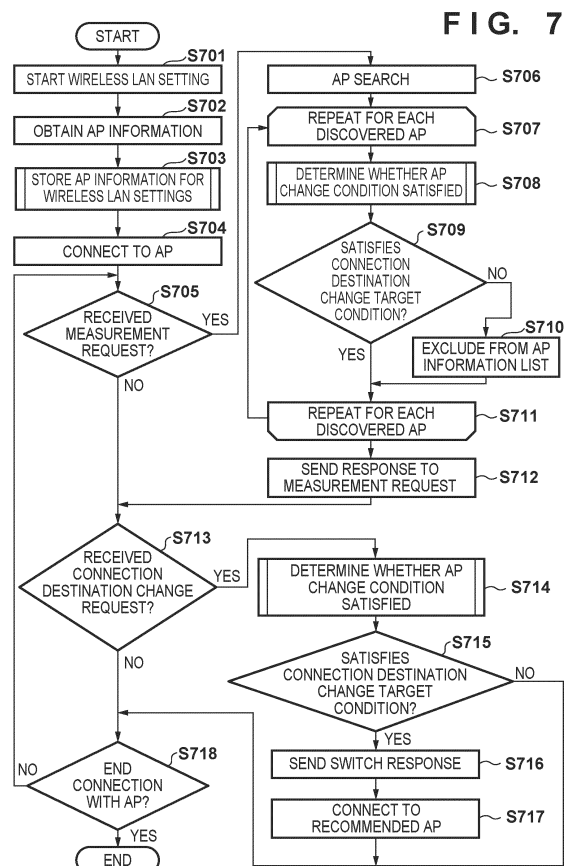 FIG. 7
START
S701
START WIRELESS LAN SETTING
S702
OBTAIN AP INFORMATION
S703
STORE AP INFORMATION FOR
WIRELESS LAN SETTINGS
S704
CONNECT TO AP
S705
RECEIVED
MEASUREMENT
REQUEST?
YES
NO
AP SEARCH
S706
REPEAT FOR EACH
DISCOVERED AP
S707
DETERMINE WHETHER AP
CHANGE CONDITION SATISFIED
S708
S709
SATISFIES
CONNECTION
DESTINATION
CHANGE TARGET
CONDITION?
NO
YES
S710
EXCLUDE FROM AP
INFORMATION LIST
REPEAT FOR EACH
DISCOVERED AP
S711
SEND RESPONSE TO
MEASUREMENT REQUEST
S712
S713
RECEIVED
CONNECTION
DESTINATION CHANGE
REQUEST?
YES
NO
DETERMINE WHETHER AP
CHANGE CONDITION
SATISFIED
S714
S715
SATISFIES
CONNECTION DESTINATION
CHANGE TARGET
CONDITION?
NO
YES
SEND SWITCH RESPONSE
S716
CONNECT TO
RECOMMENDED AP
S717
S718
END
CONNECTION
WITH AP?
NO
YES
END